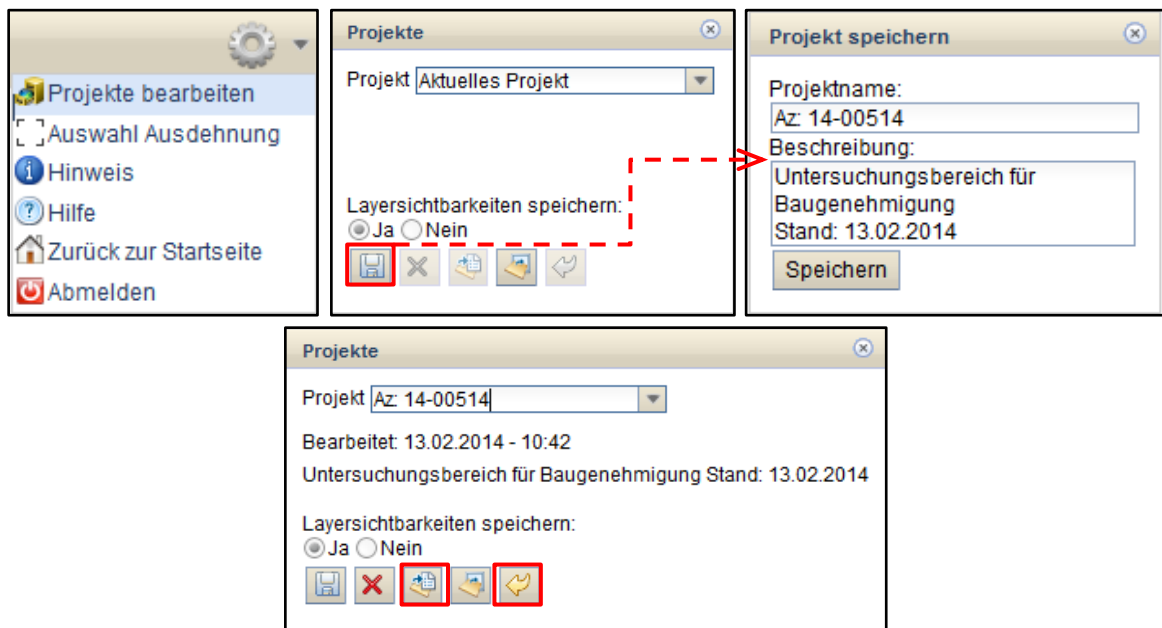 Projekte bearbeiten
Auswahl Ausdehnung
Hinweis
Hilfe
Zurück zur Startseite
Abmelden
Projekte
Projekt Aktuelles Projekt
Layersichtbarkeiten speichern:
Ja Nein
Projekt speichern
Projektname:
Az: 14-00514
Beschreibung:
Untersuchungsbereich für
Baugenehmigung
Stand: 13.02.2014
Speichern
Projekte
Projekt Az: 14-00514
Bearbeitet: 13.02.2014 - 10:42
Untersuchungsbereich für Baugenehmigung Stand: 13.02.2014
Layersichtbarkeiten speichern:
Ja Nein